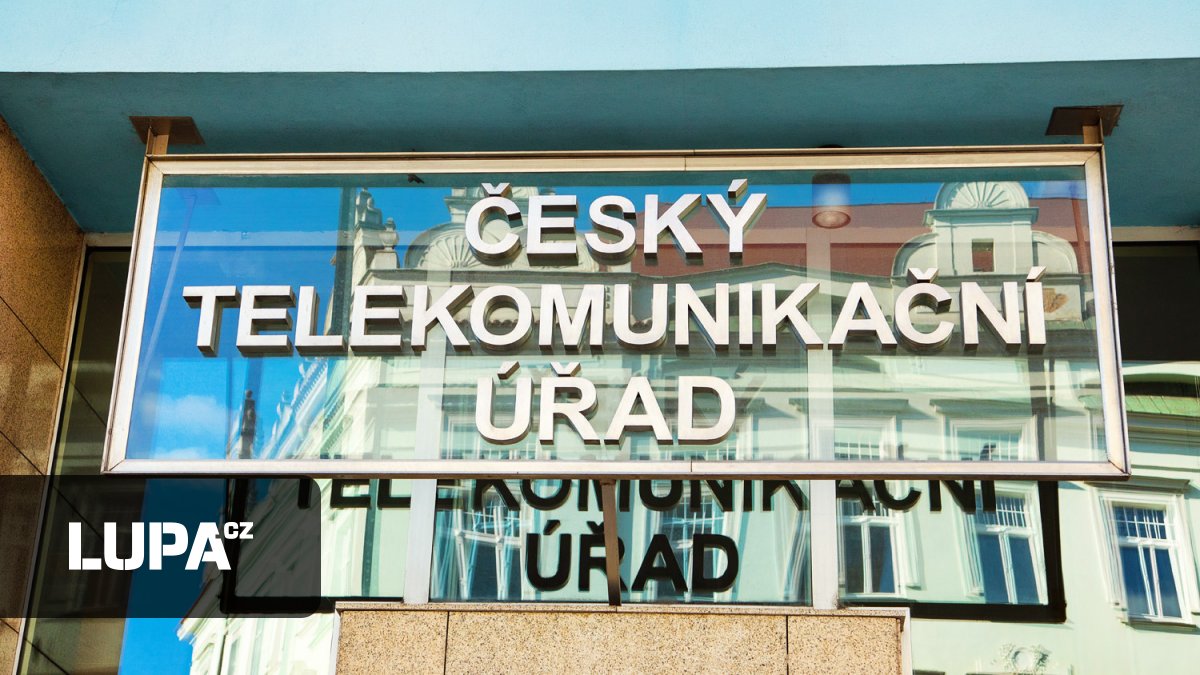 ČESKÝ
TELEKOMUNIKAČNÍ
ÚŘAD
TELEKOMUNIKAČNÍ
ÚŘAD
LUPA.CZ